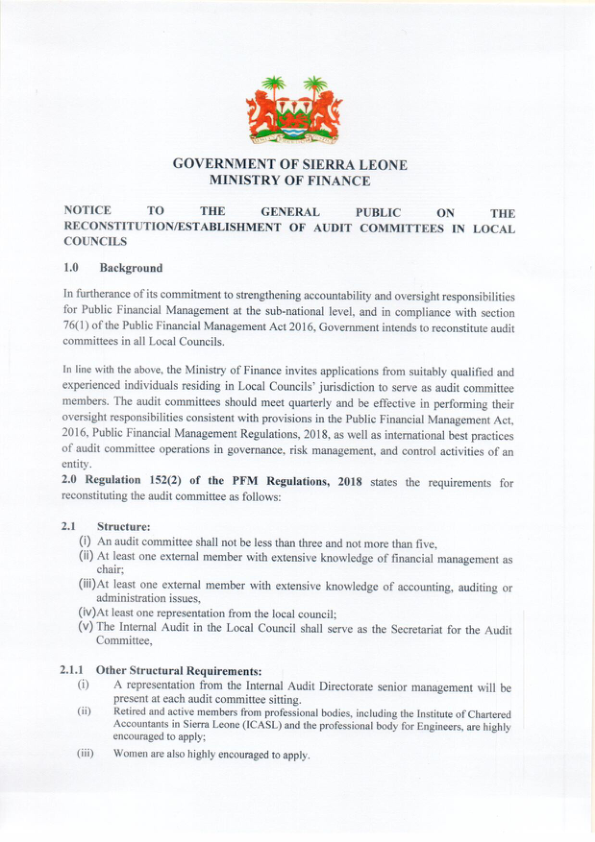 GOVERNMENT OF SIERRA LEONE
MINISTRY OF FINANCE
NOTICE TO THE GENERAL PUBLIC ON THE
RECONSTITUTION/ESTABLISHMENT OF AUDIT COMMITTEES IN LOCAL
COUNCILS
1.0 Background
In furtherance of its commitment to strengthening accountability and oversight responsibilities
for Public Financial Management at the sub-national level, and in compliance with section
76(1) of the Public Financial Management Act 2016, Government intends to reconstitute audit
committees in all Local Councils.
In line with the above, the Ministry of Finance invites applications from suitably qualified and
experienced individuals residing in Local Councils' jurisdiction to serve as audit committee
members. The audit committees should meet quarterly and be effective in performing their
oversight responsibilities consistent with provisions in the Public Financial Management Act,
2016, Public Financial Management Regulations, 2018, as well as international best practices
of audit committee operations in governance, risk management, and control activities of an
entity.
2.0 Regulation 152(2) of the PFM Regulations, 2018 states the requirements for
reconstituting the audit committee as follows:
2.1 Structure:
(i) An audit committee shall not be less than three and not more than five,
(ii) At least one external member with extensive knowledge of financial management as
chair;
(iii)At least one external member with extensive knowledge of accounting, auditing or
administration issues,
(iv)At least one representation from the local council;
(v) The Internal Audit in the Local Council shall serve as the Secretariat for the Audit
Committee,
2.1.1 Other Structural Requirements:
(i) A representation from the Internal Audit Directorate senior management will be
present at each audit committee sitting.
(ii) Retired and active members from professional bodies, including the Institute of Chartered
Accountants in Sierra Leone (ICASL) and the professional body for Engineers, are highly
encouraged to apply;
(iii) Women are also highly encouraged to apply.